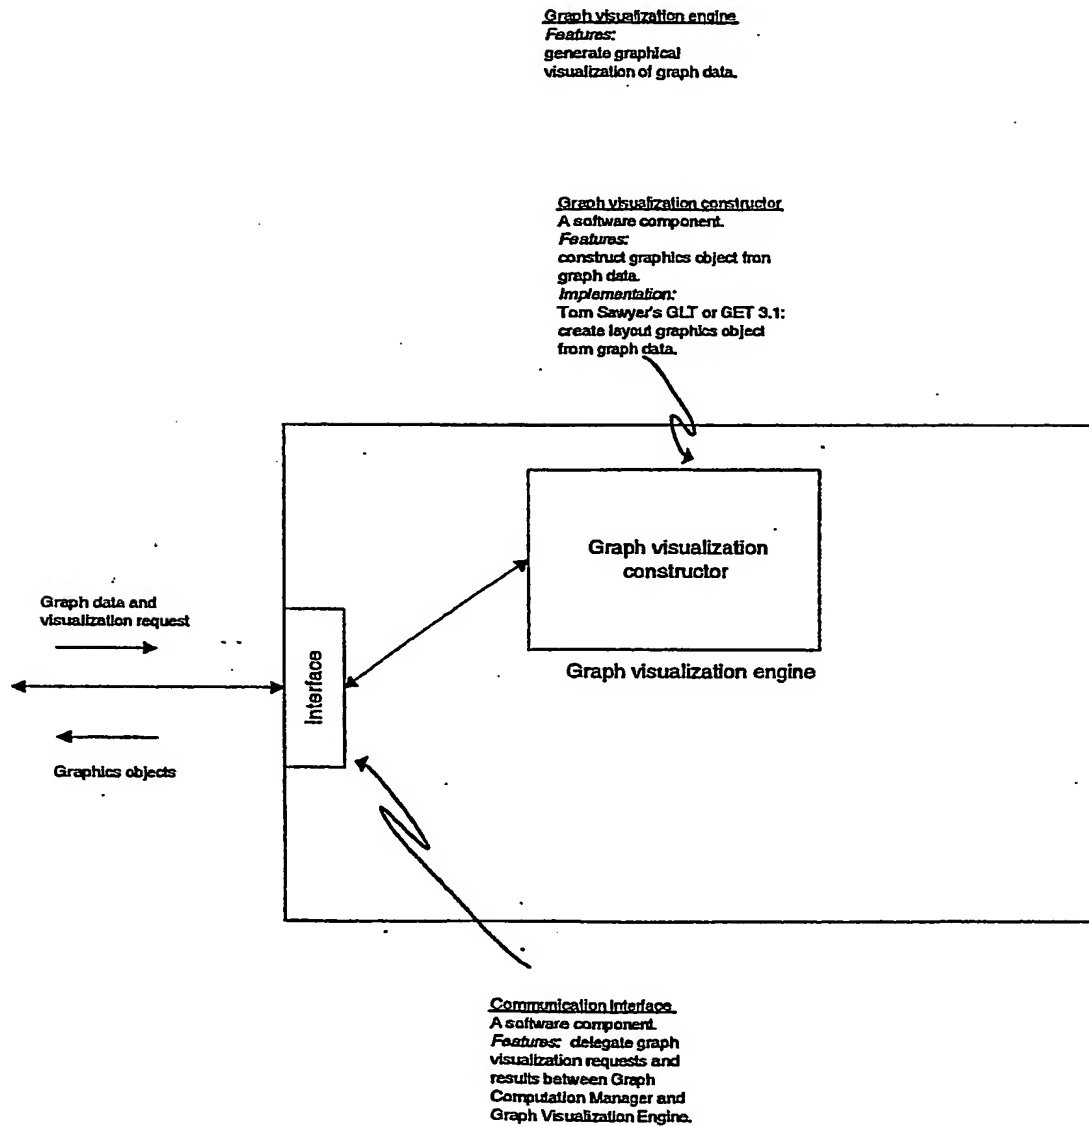 Graph visualization engine
Features:
generate graphical
visualization of graph data.
Graph visualization constructor
A software component.
Features:
construct graphics object fron
graph data.
Implementation:
Tom Sawyer's GLT or GET 3.1:
create layout graphics object
from graph data.
Graph visualization
constructor
Graph visualization engine
Graph data and
visualization request
Interface
Graphics objects
Communication Interface
A software component.
Features: delegate graph
visualization requests and
results between Graph
Computation Manager and
Graph Visualization Engine.